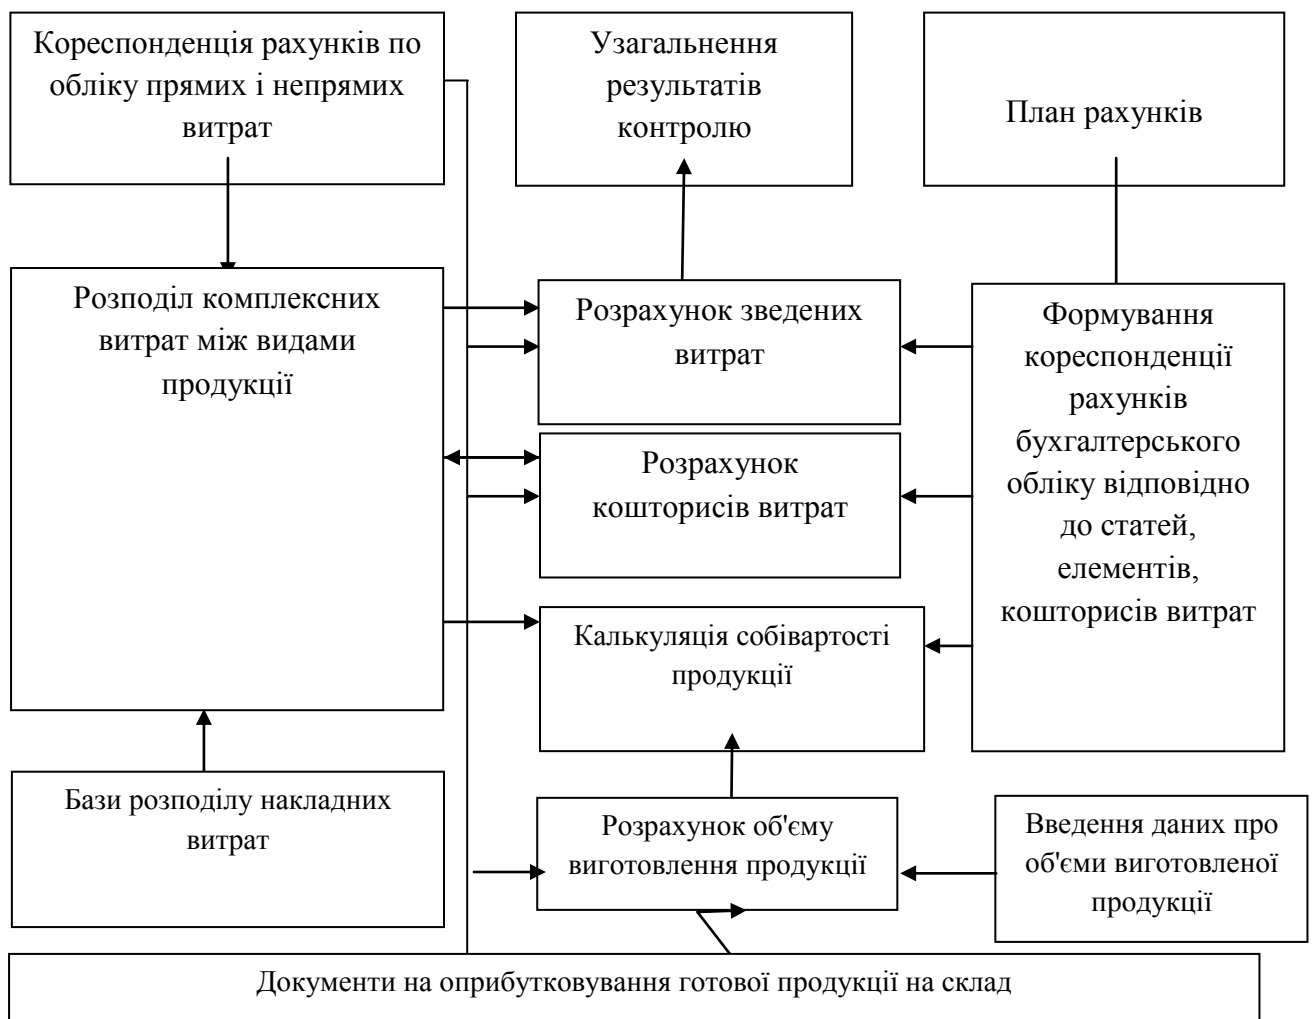 Кореспонденція рахунків по
обліку прямих і непрямих
витрат
Узагальнення
результатів
контролю
План рахунків
Розподіл комплексних
витрат між видами
продукції
Розрахунок зведених
витрат
Формування
кореспонденції
рахунків
бухгалтерського
обліку відповідно
до статей,
елементів,
кошторисів витрат
Розрахунок
кошторисів витрат
Калькуляція собівартості
продукції
Бази розподілу накладних
витрат
Розрахунок об'єму
виготовлення продукції
Введення даних про
об'єми виготовленої
продукції
Документи на оприбутковування готової продукції на склад